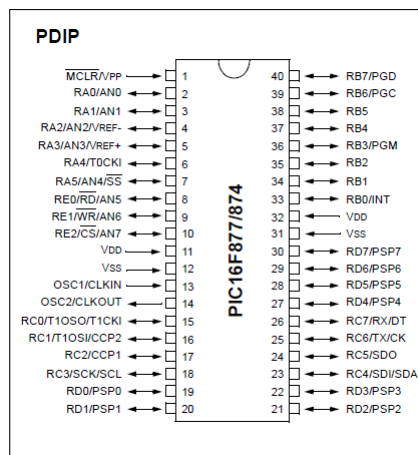 PDIP
MCLR/VPP 1 40 RB7/PGD
RA0/AN0 2 39 RB6/PGC
RA1/AN1 3 38 RB5
RA2/AN2/VREF- 4 37 RB4
RA3/AN3/VREF+ 5 36 RB3/PGM
RA4/T0CKI 6 35 RB2
RA5/AN4/SS 7 34 RB1
RE0/RD/AN5 8 33 RB0/INT
RE1/WR/AN6 9 32 VDD
RE2/CS/AN7 10 31 VSS
VDD 11 30 RD7/PSP7
VSS 12 29 RD6/PSP6
OSC1/CLKIN 13 28 RD5/PSP5
OSC2/CLKOUT 14 27 RD4/PSP4
RC0/T1OSO/T1CKI 15 26 RC7/RX/DT
RC1/T1OSI/CCP2 16 25 RC6/TX/CK
RC2/CCP1 17 24 RC5/SDO
RC3/SCK/SCL 18 23 RC4/SDI/SDA
RD0/PSP0 19 22 RD3/PSP3
RD1/PSP1 20 21 RD2/PSP2
PIC16F877/874